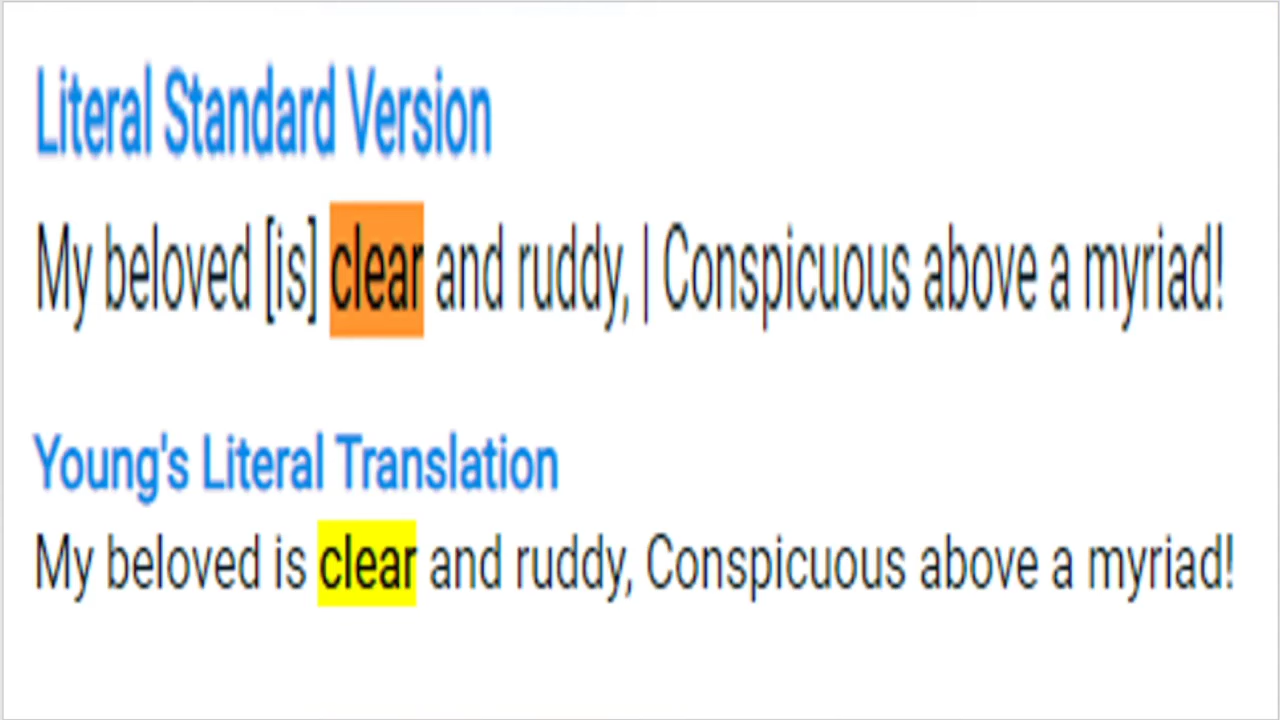 Literal Standard Version
My beloved [is] clear and ruddy, | Conspicuous above a myriad!
Young's Literal Translation
My beloved is clear and ruddy, Conspicuous above a myriad!